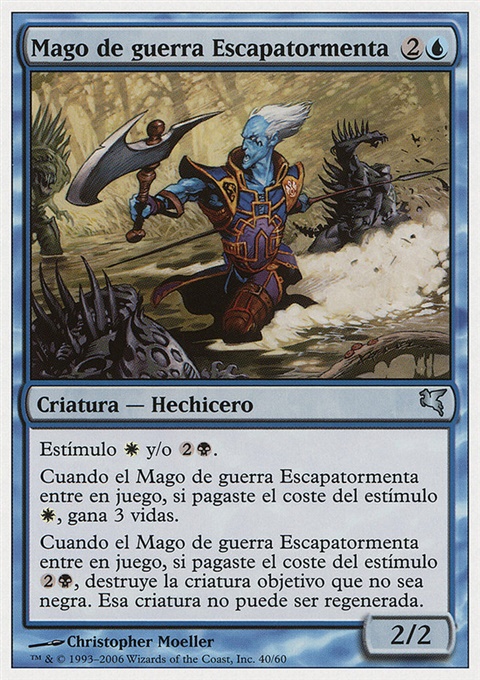 Mago de guerra Escapatormenta 2
Criatura — Hechicero
Estímulo y/o 2.
Cuando el Mago de guerra Escapatormenta
entre en juego, si pagaste el coste del estímulo
, gana 3 vidas.
Cuando el Mago de guerra Escapatormenta
entre en juego, si pagaste el coste del estímulo
2, destruye la criatura objetivo que no sea
negra. Esa criatura no puede ser regenerada.
Christopher Moeller
2/2
™ & © 1993–2006 Wizards of the Coast, Inc. 40/60